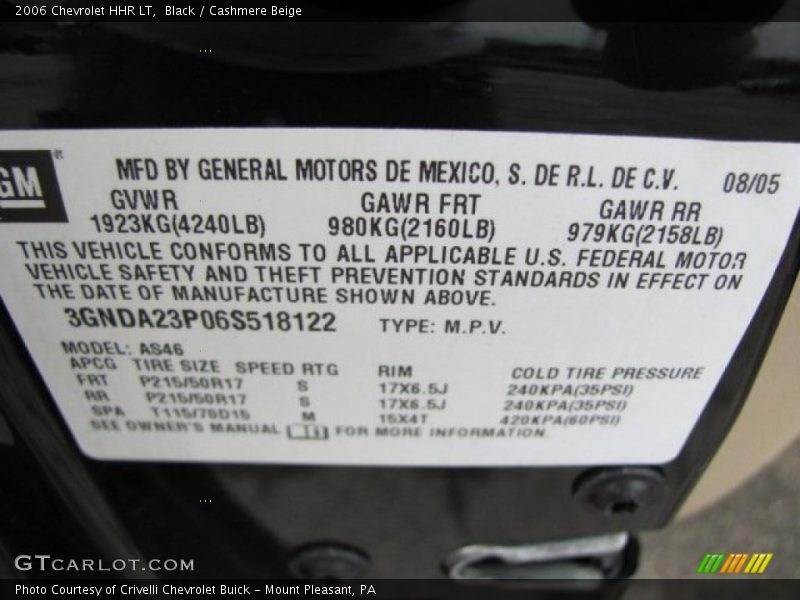 2006 Chevrolet HHR LT,  Black / Cashmere Beige
GM
MFD BY GENERAL MOTORS DE MEXICO, S. DE R.L. DE C.V. 08/05
GVWR GAWR FRT GAWR RR
1923KG(4240LB) 980KG(2160LB) 979KG(2158LB)
THIS VEHICLE CONFORMS TO ALL APPLICABLE U.S. FEDERAL MOTOR
VEHICLE SAFETY AND THEFT PREVENTION STANDARDS IN EFFECT ON
THE DATE OF MANUFACTURE SHOWN ABOVE.
3GNDA23P06S518122 TYPE: M.P.V.
MODEL: AS46
APCG TIRE SIZE SPEED RTG RIM COLD TIRE PRESSURE
FRT P215/50R17 S 17X6.5J 240KPA(35PSI)
RR P215/50R17 S 17X6.5J 240KPA(35PSI)
SPA T115/70D15 M 15X4T 420KPA(60PSI)
SEE OWNER'S MANUAL FOR MORE INFORMATION.
GTCARLOT.COM
Photo Courtesy of Crivelli Chevrolet Buick - Mount Pleasant, PA